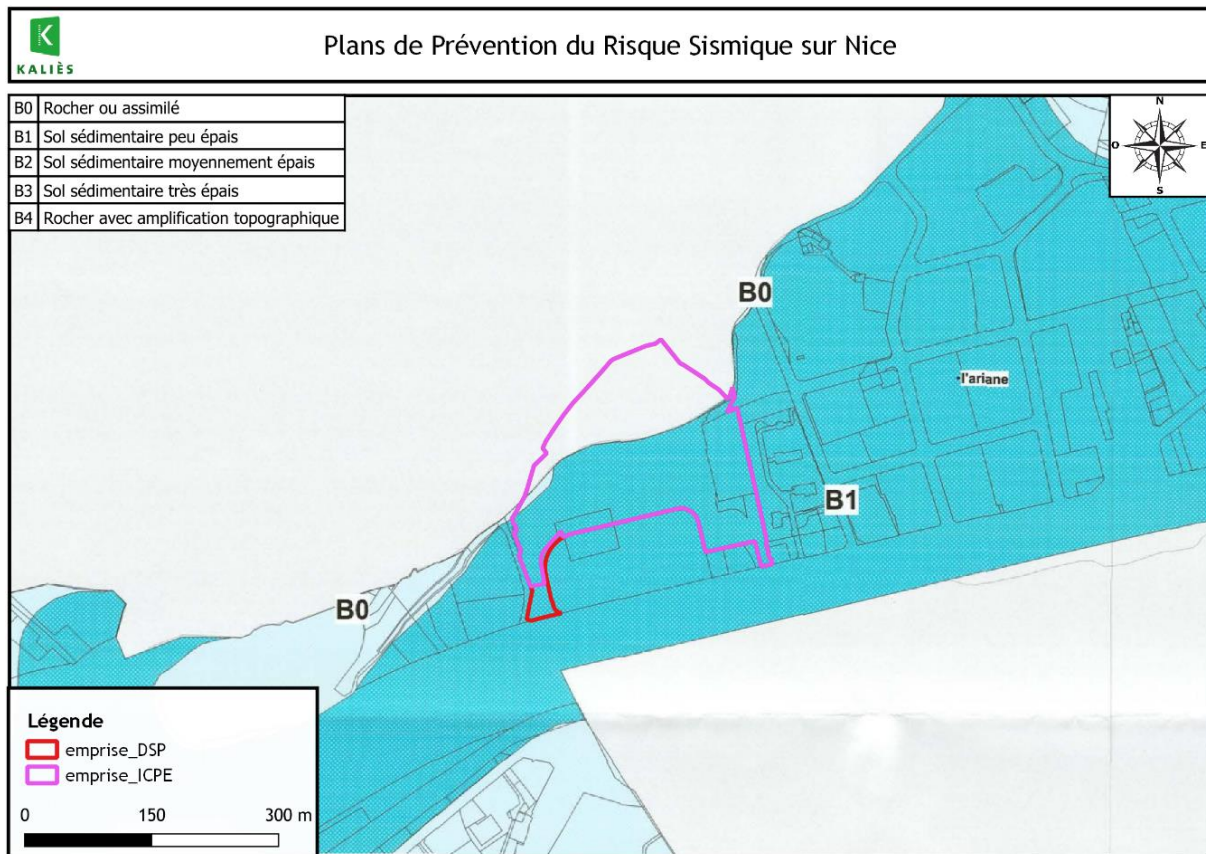 KALIÈS
Plans de Prévention du Risque Sismique sur Nice
B0 Rocher ou assimilé
B1 Sol sédimentaire peu épais
B2 Sol sédimentaire moyennement épais
B3 Sol sédimentaire très épais
B4 Rocher avec amplification topographique
N
O E
S
B0
l'ariane
B1
B0
Légende
emprise_DSP
emprise_ICPE
0 150 300 m